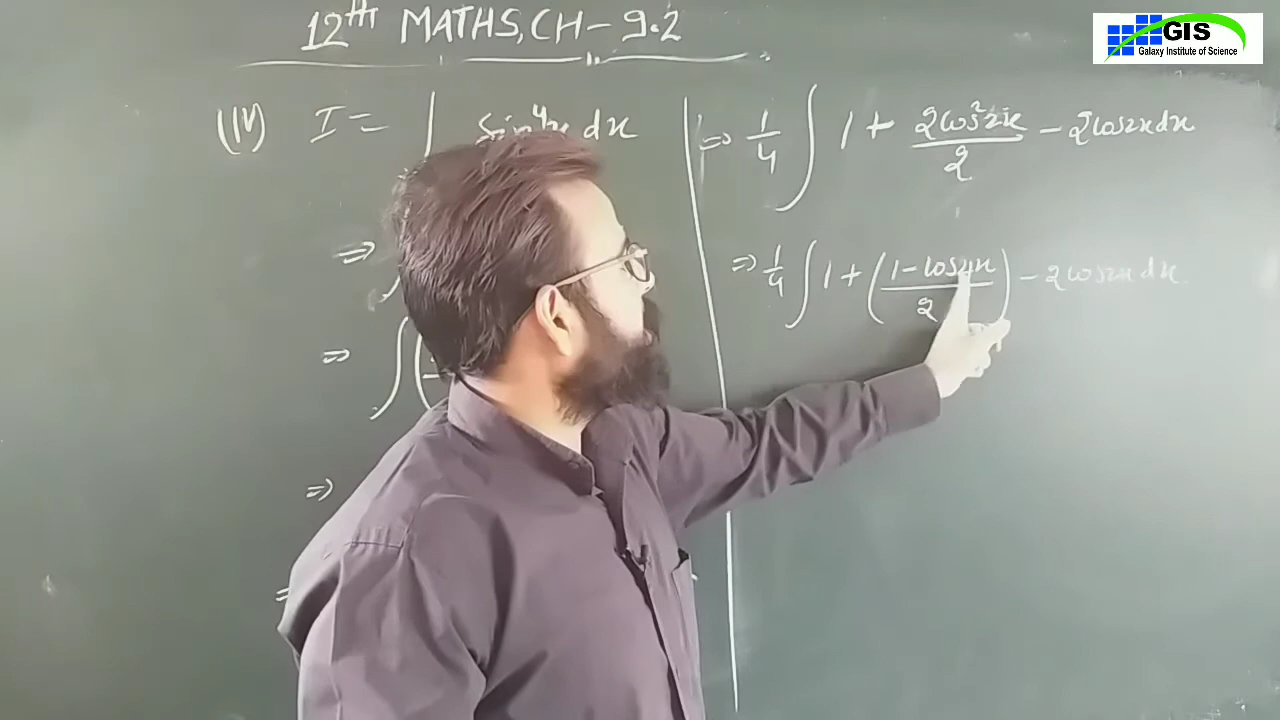 12th MATHS, CH - 9.2
GIS
Galaxy Institute of Science
(IV) I = ∫ sin⁴x dx
⇒
⇒ ∫(
⇒
=
⇒ 1/4 ∫ 1 + 2cos²2x/2 - 2cos2x dx
⇒ 1/4 ∫ 1 + (1 - cos4x/2) - 2cos2x dx